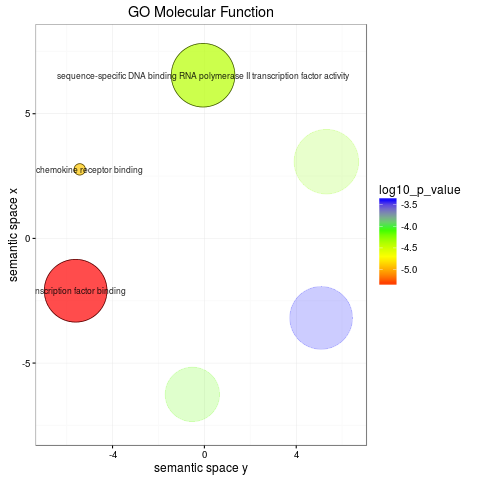 GO Molecular Function
sequence-specific DNA binding RNA polymerase II transcription factor activity
chemokine receptor binding
nscription factor binding
semantic space x
5
0
-5
-4
0
4
semantic space y
log10_p_value
-3.5
-4.0
-4.5
-5.0